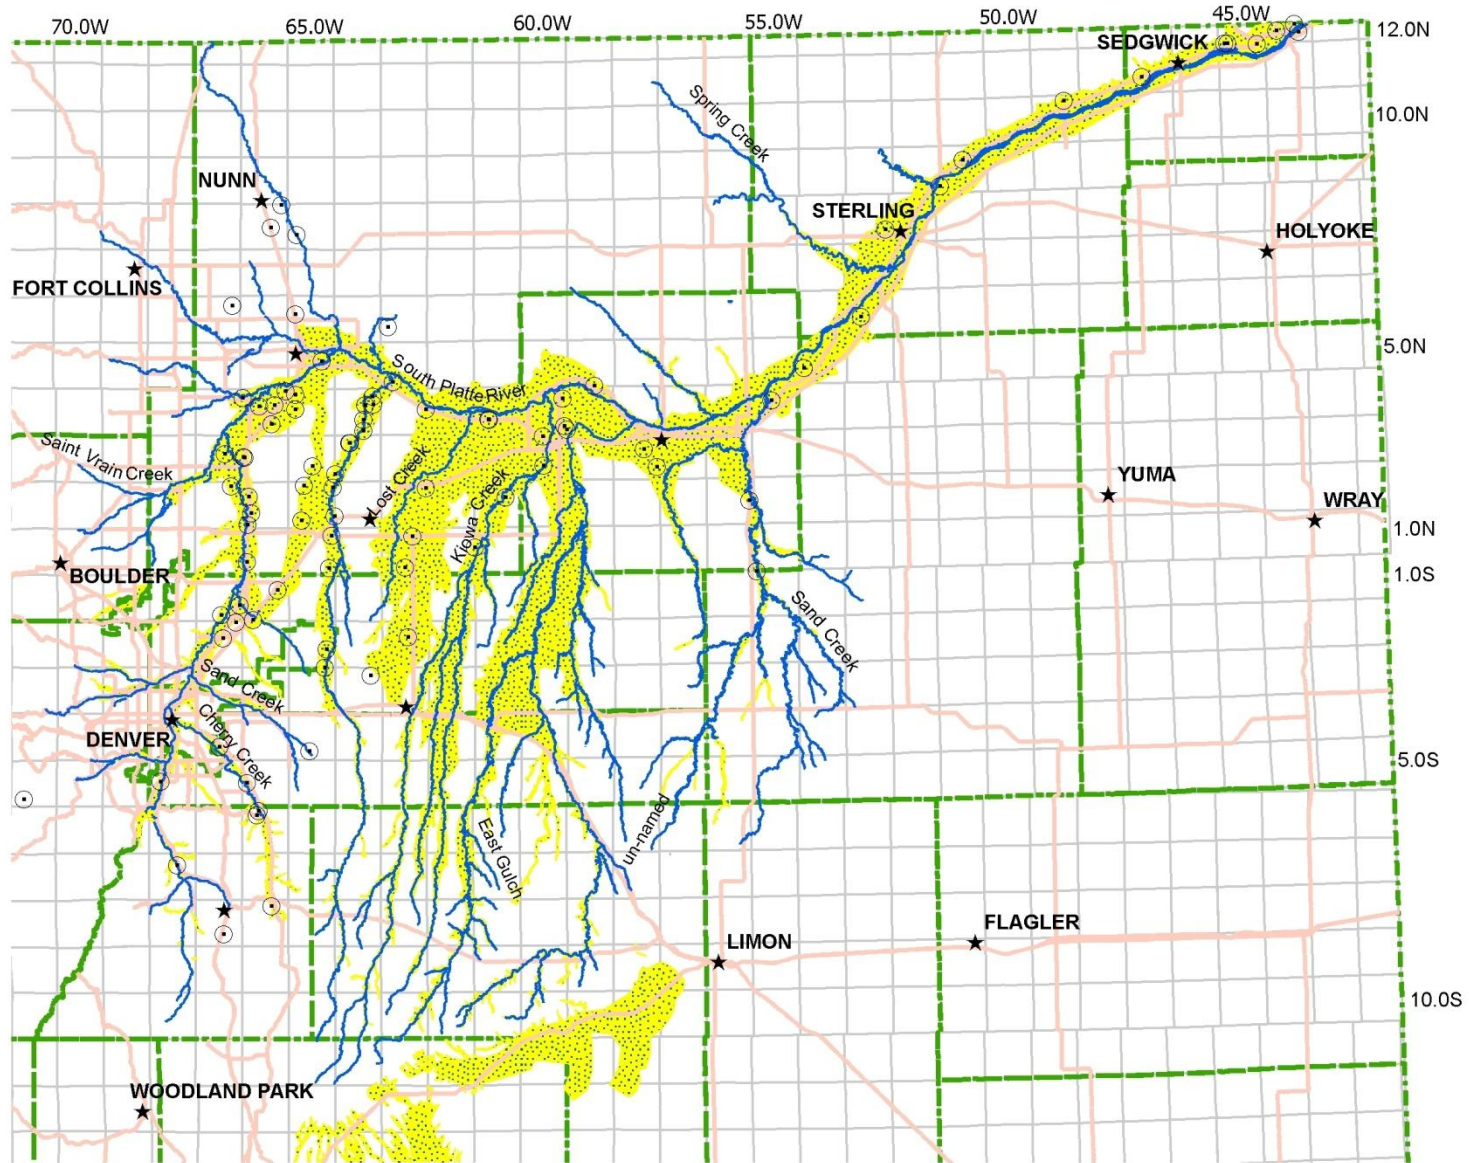 70.0W
65.0W
60.0W
55.0W
50.0W
45.0W
12.0N
SEDGWICK
Spring Creek
10.0N
NUNN
STERLING
HOLYOKE
FORT COLLINS
5.0N
South Platte River
Saint Vrain Creek
Lost Creek
Kiowa Creek
YUMA
WRAY
1.0N
BOULDER
1.0S
Sand Creek
Sand Creek
Cherry Creek
DENVER
5.0S
East Gulch
un-named
LIMON
FLAGLER
10.0S
WOODLAND PARK